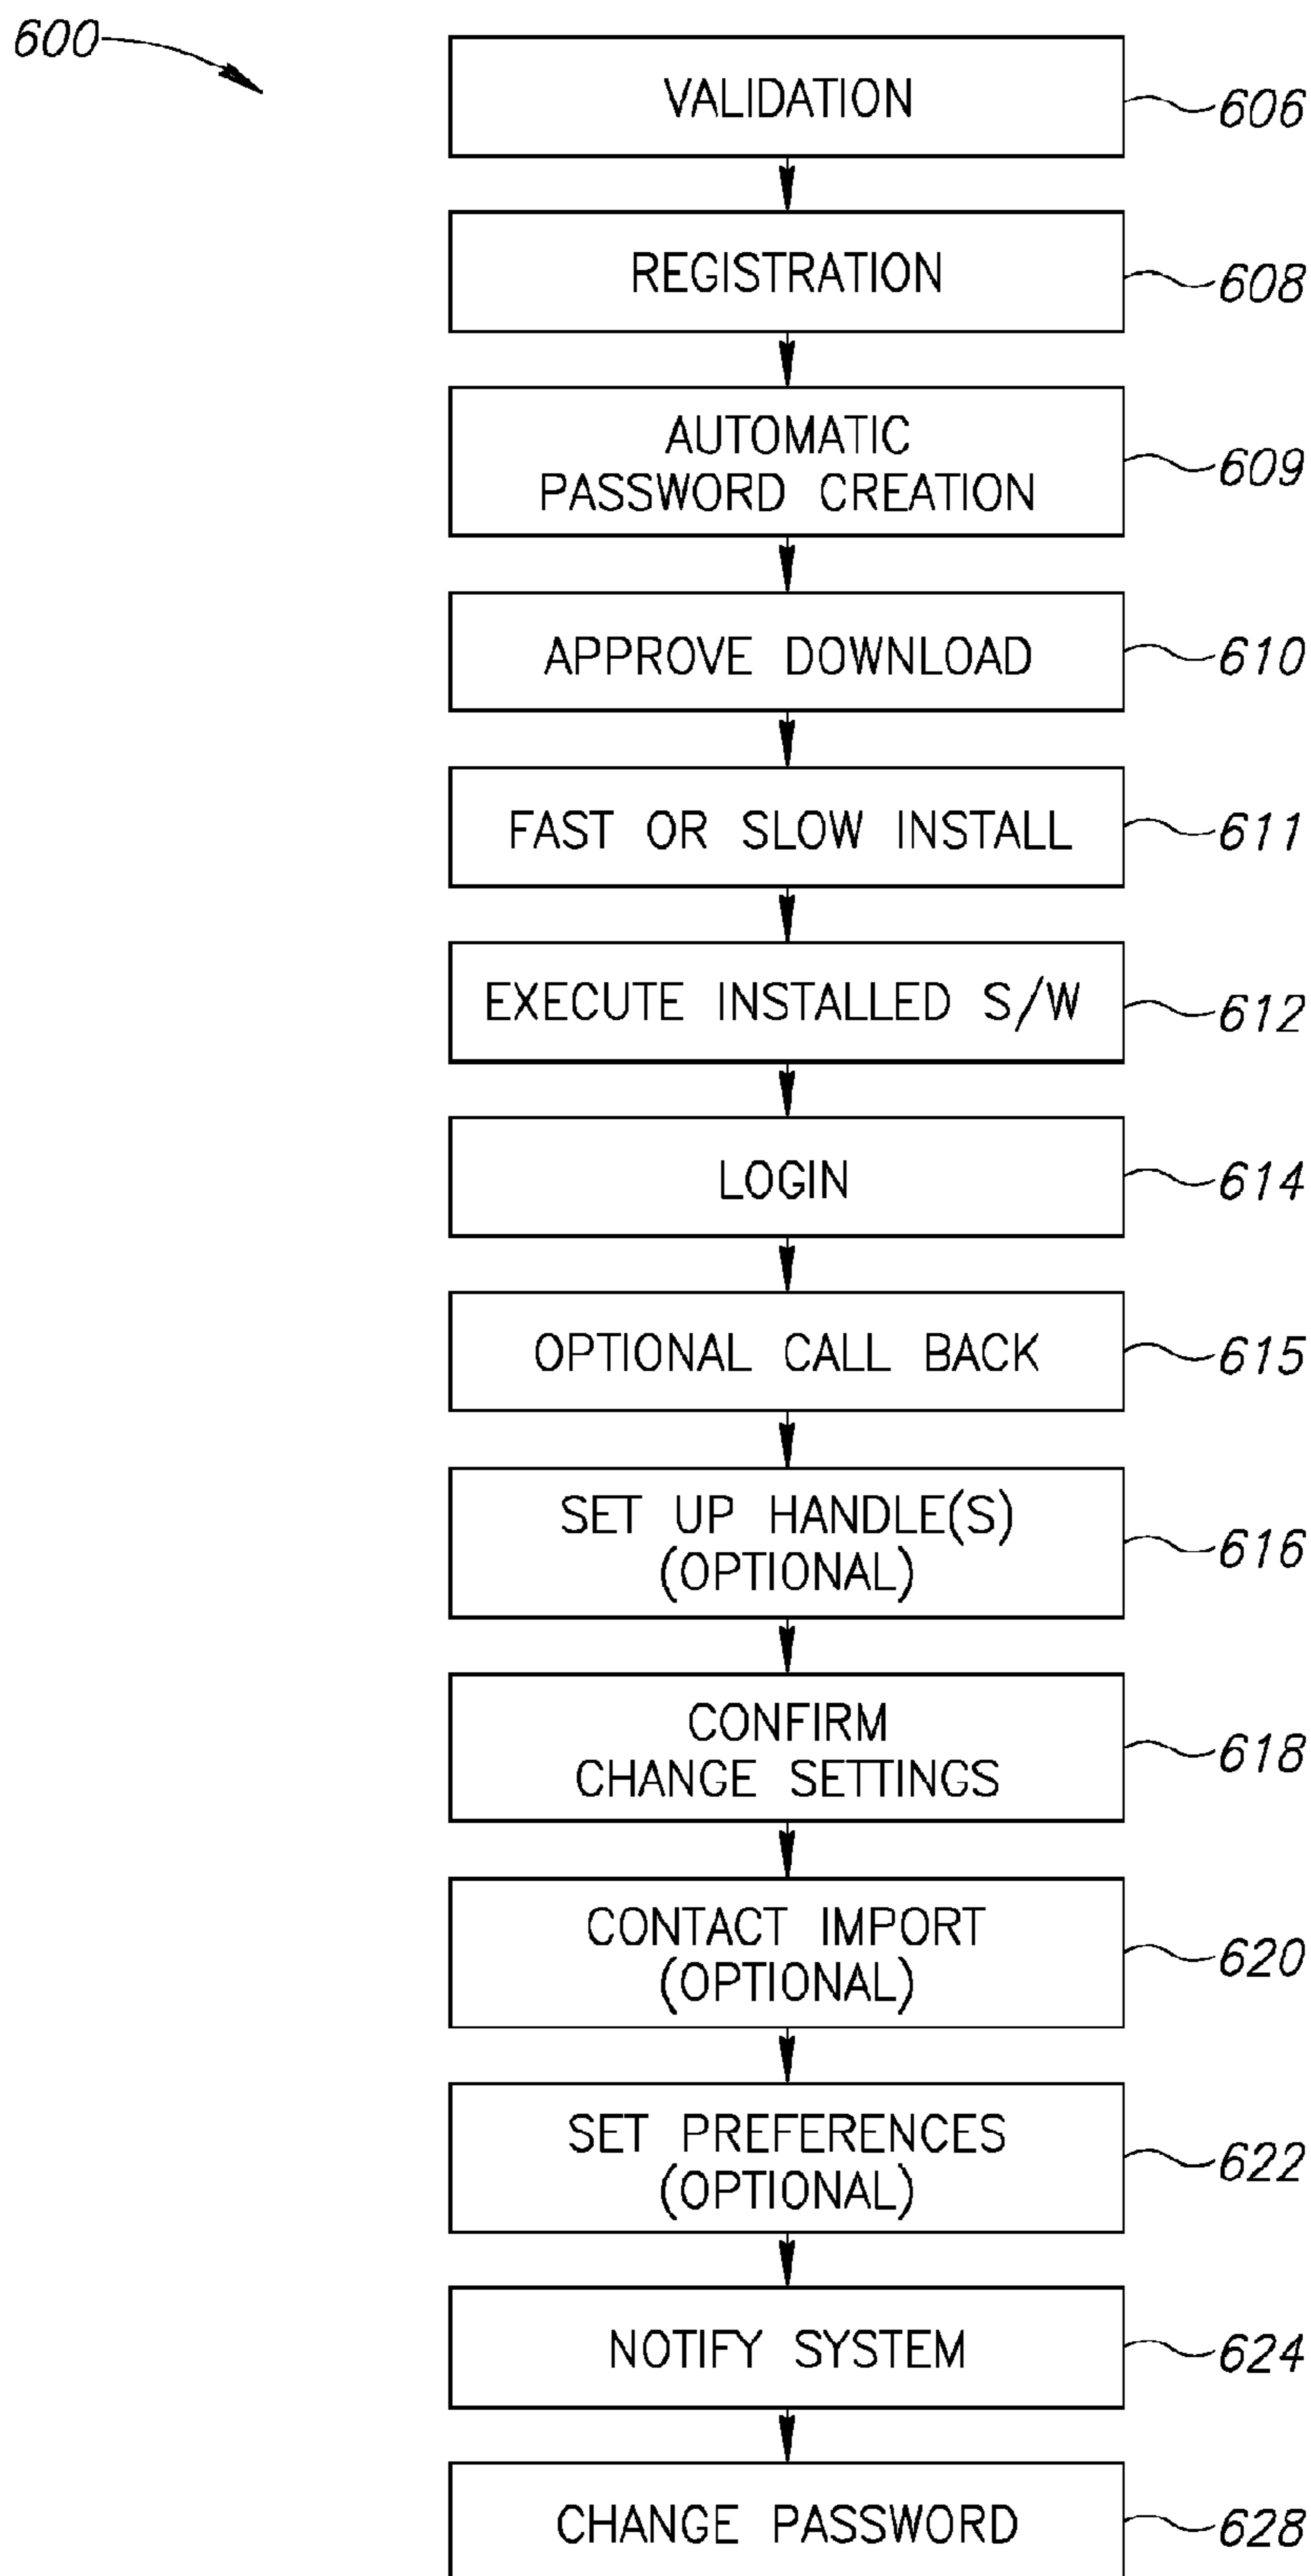 600
VALIDATION
606
REGISTRATION
608
AUTOMATIC
PASSWORD CREATION
609
APPROVE DOWNLOAD
610
FAST OR SLOW INSTALL
611
EXECUTE INSTALLED S/W
612
LOGIN
614
OPTIONAL CALL BACK
615
SET UP HANDLE(S)
(OPTIONAL)
616
CONFIRM
CHANGE SETTINGS
618
CONTACT IMPORT
(OPTIONAL)
620
SET PREFERENCES
(OPTIONAL)
622
NOTIFY SYSTEM
624
CHANGE PASSWORD
628